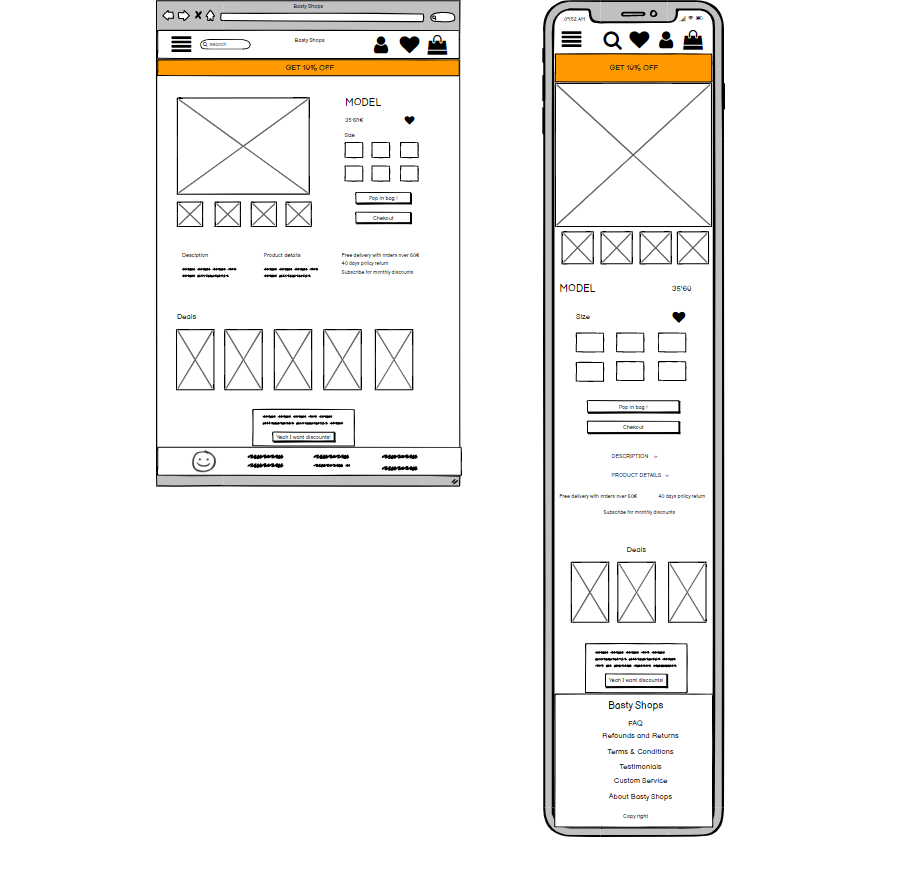 Basty Shops
search
Basty Shops
GET 10% OFF
MODEL
35'60€
Size
Pop in bag !
Chekout
Desciption
Product details
Free delivery with orders over 60€
40 days policy return
Subscribe for monthly discounts
Deals
Yeah I want discounts!
09:52 AM
GET 10% OFF
MODEL
35'60
Size
Pop in bag !
Chekout
DESCRIPTION
PRODUCT DETAILS
Free delivery with orders over 60€
40 days policy return
Subscribe for monthly discounts
Deals
Yeah I want discounts!
Basty Shops
FAQ
Refounds and Returns
Terms & Conditions
Testimonials
Custom Service
About Basty Shops
Copy right